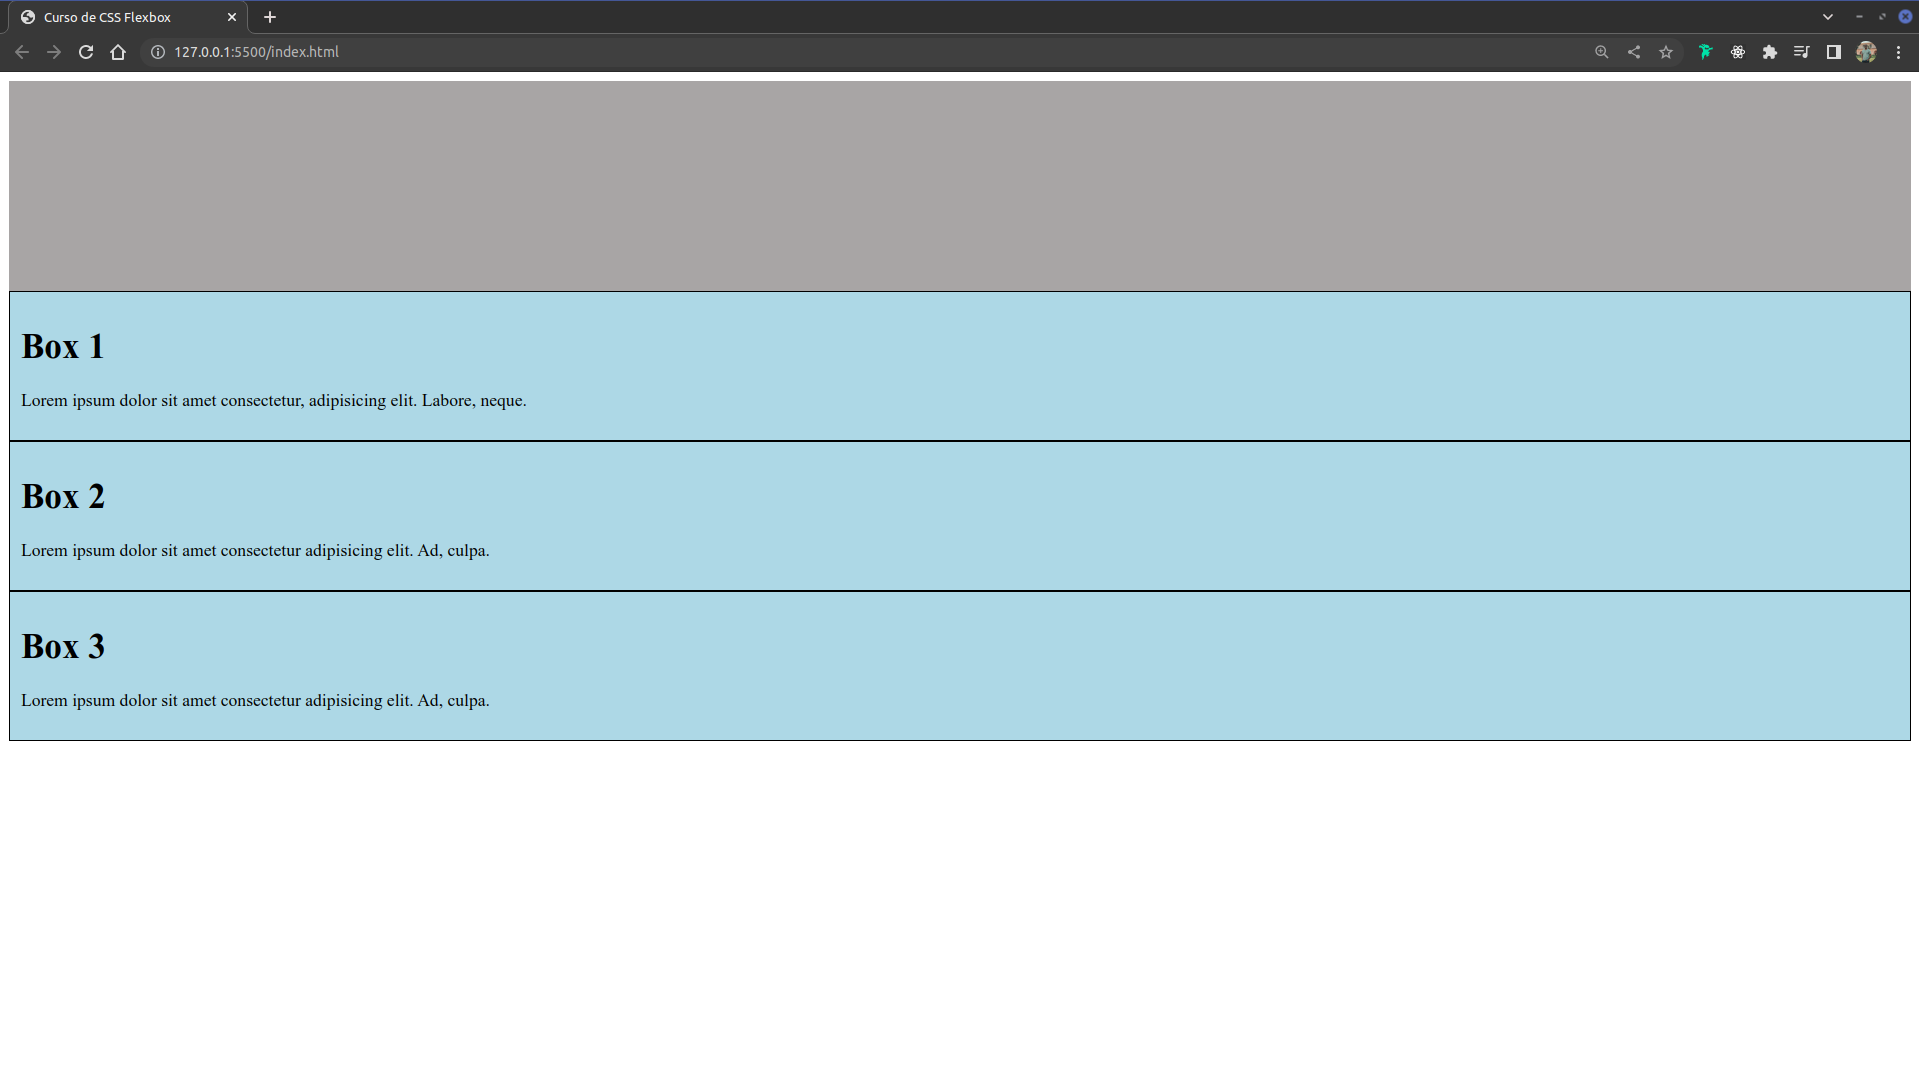 Curso de CSS Flexbox
127.0.0.1:5500/index.html
Box 1
Lorem ipsum dolor sit amet consectetur, adipisicing elit. Labore, neque.
Box 2
Lorem ipsum dolor sit amet consectetur adipisicing elit. Ad, culpa.
Box 3
Lorem ipsum dolor sit amet consectetur adipisicing elit. Ad, culpa.